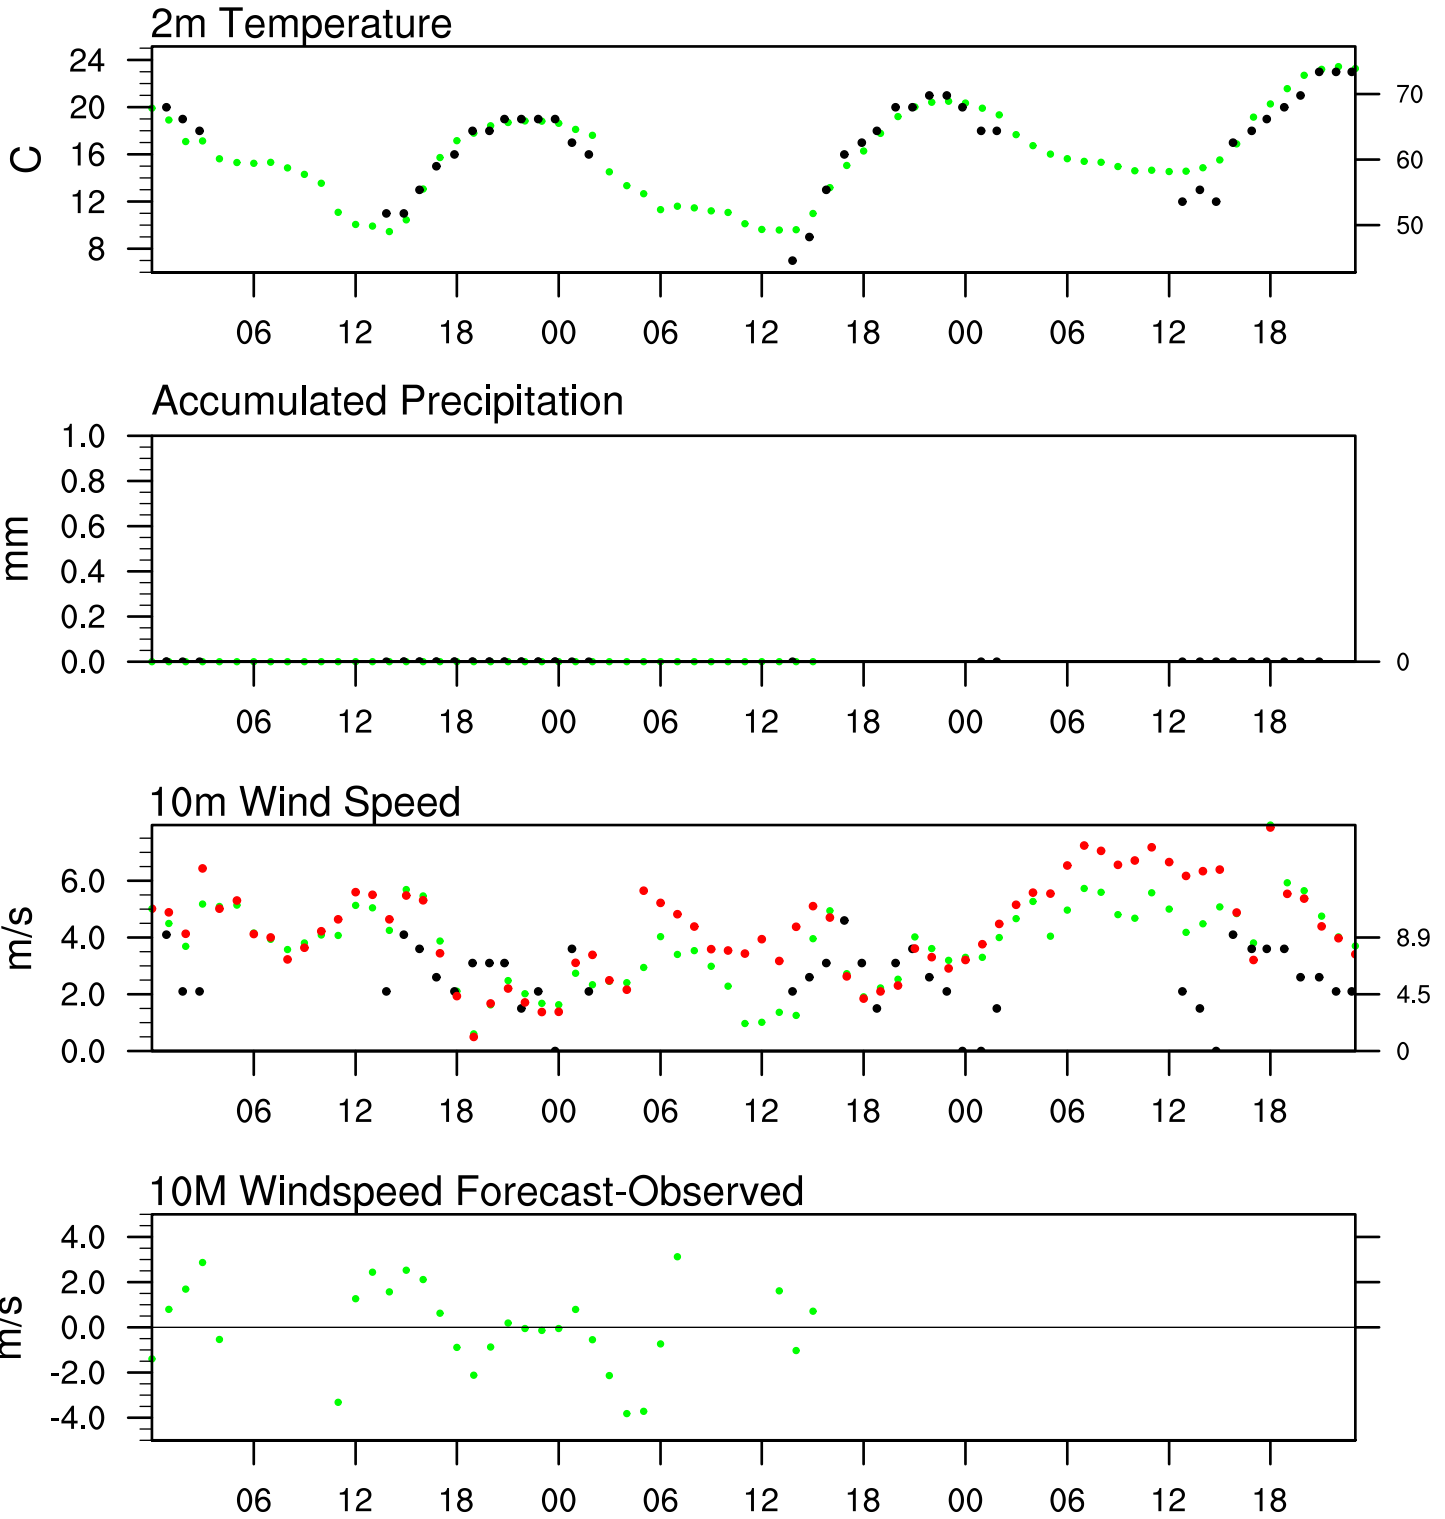 2m Temperature
24
20
16
12
8
C
70
60
50
06 12 18 00 06 12 18 00 06 12 18
Accumulated Precipitation
1.0
0.8
0.6
0.4
0.2
0.0
mm
0
06 12 18 00 06 12 18 00 06 12 18
10m Wind Speed
6.0
4.0
2.0
0.0
m/s
8.9
4.5
0
06 12 18 00 06 12 18 00 06 12 18
10M Windspeed Forecast-Observed
4.0
2.0
0.0
-2.0
-4.0
m/s
06 12 18 00 06 12 18 00 06 12 18